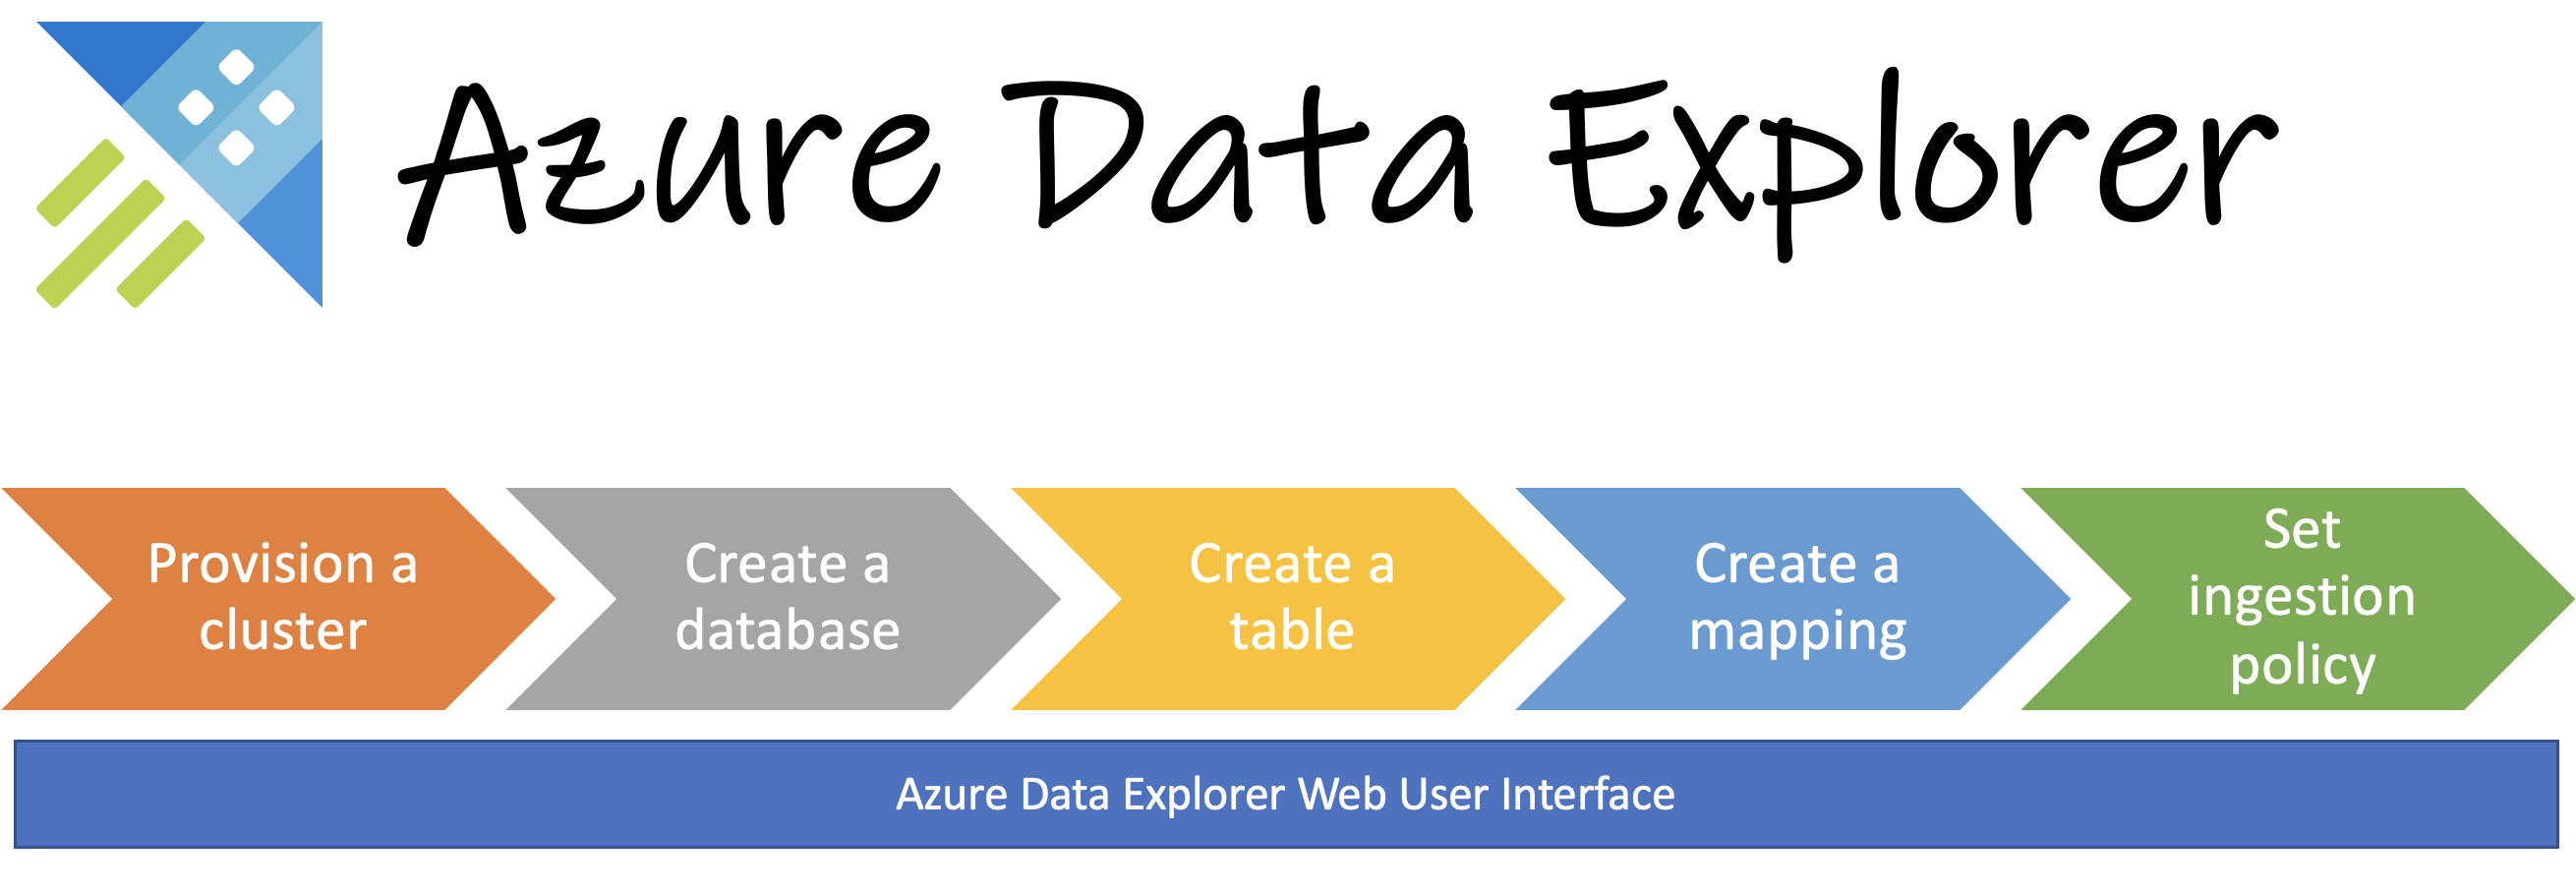 Azure Data Explorer
Provision a
cluster
Create a
database
Create a
table
Create a
mapping
Set
ingestion
policy
Azure Data Explorer Web User Interface